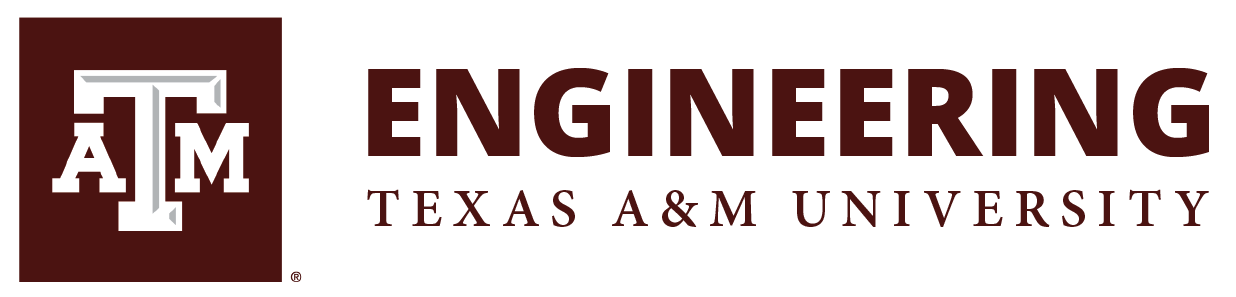 ATM
®
ENGINEERING
TEXAS A&M UNIVERSITY